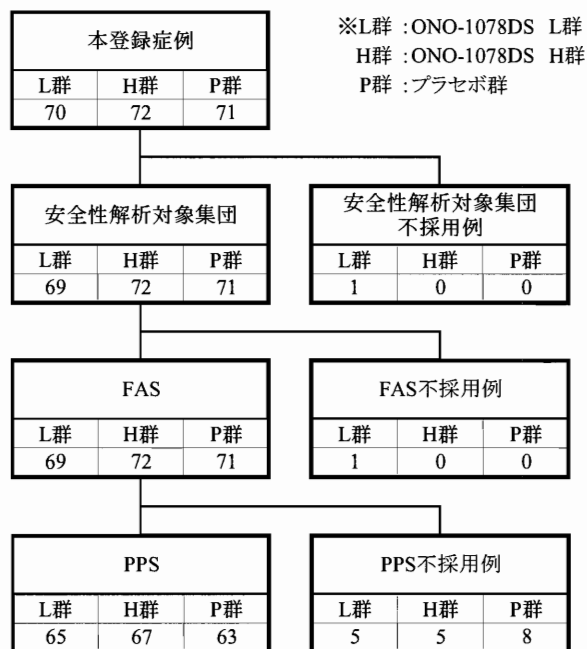 本登録症例
L群 H群 P群
70 72 71
※L群 :ONO-1078DS L群
H群 :ONO-1078DS H群
P群 :プラセボ群
安全性解析対象集団
L群 H群 P群
69 72 71
安全性解析対象集団
不採用例
L群 H群 P群
1 0 0
FAS
L群 H群 P群
69 72 71
FAS不採用例
L群 H群 P群
1 0 0
PPS
L群 H群 P群
65 67 63
PPS不採用例
L群 H群 P群
5 5 8